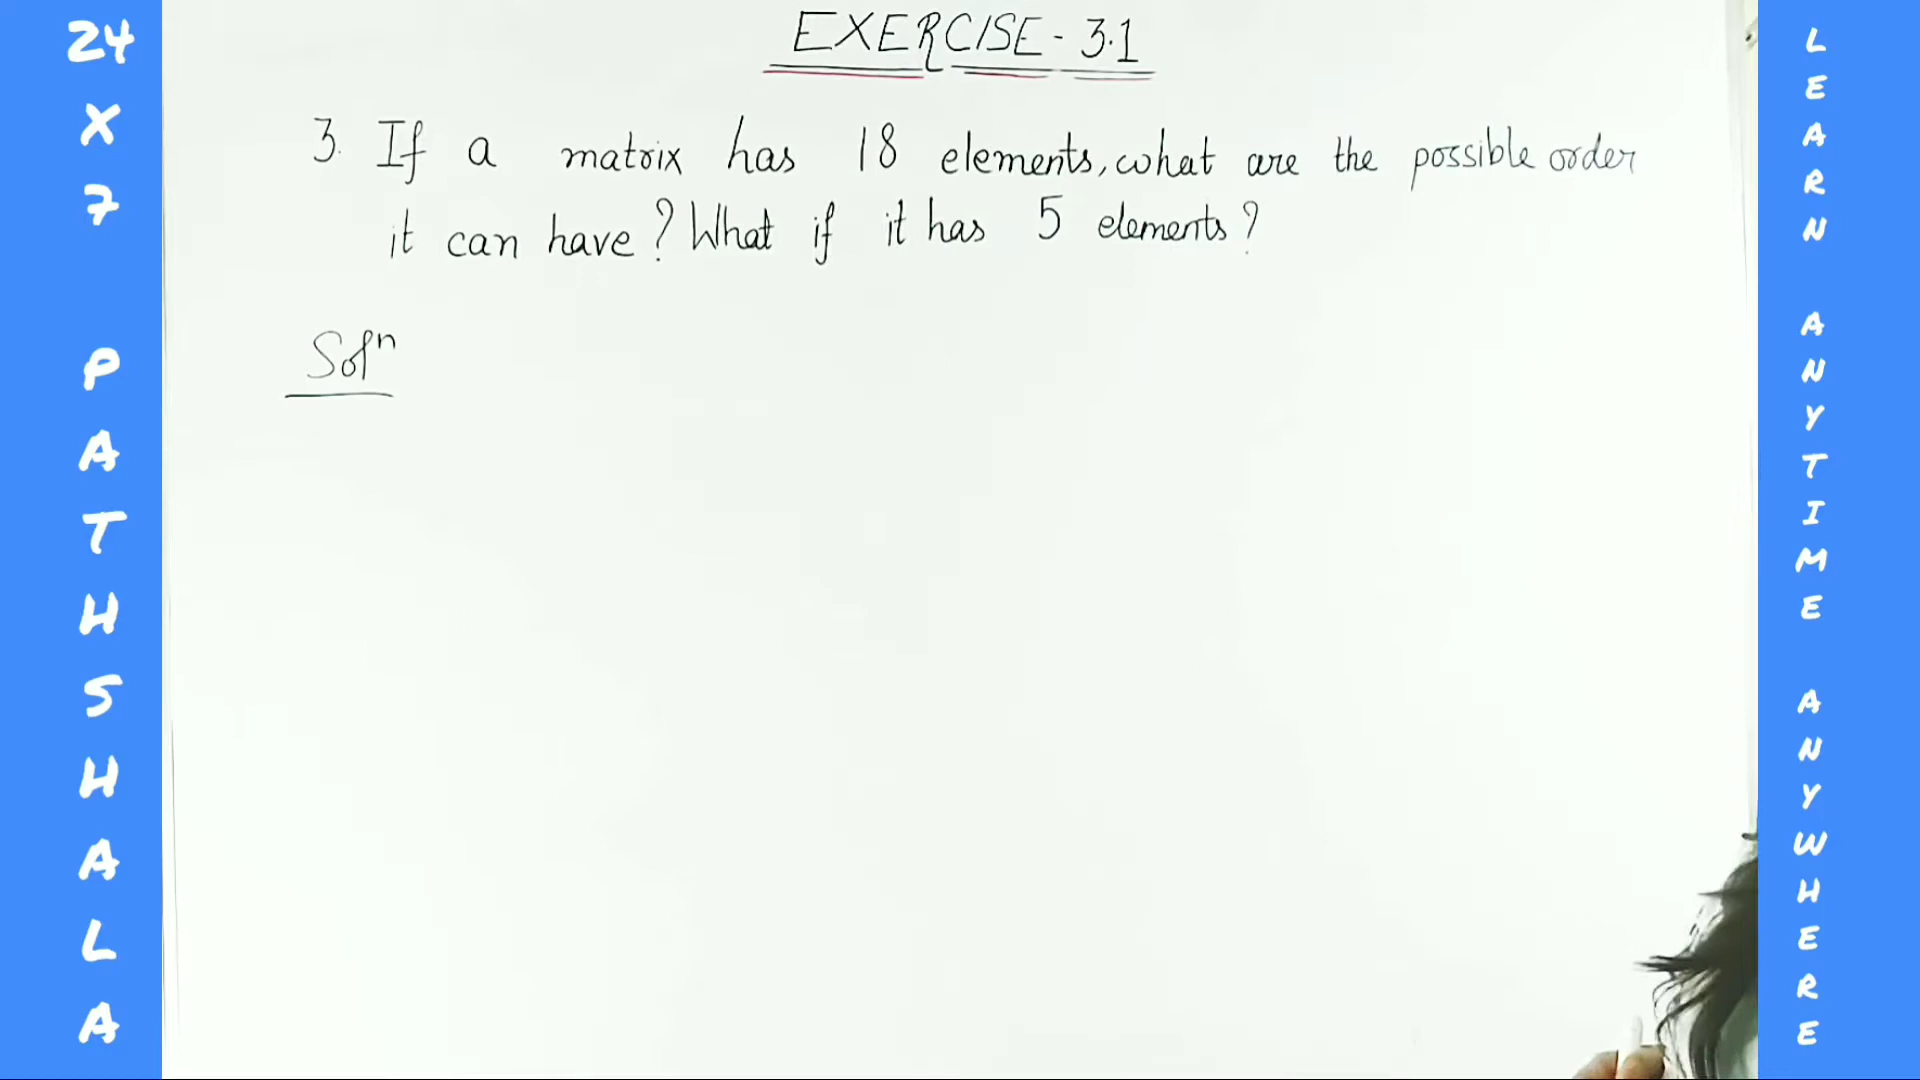 24
X
7
PATHSHALA
EXERCISE - 3.1
3. If a matrix has 18 elements, what are the possible order
it can have? What if it has 5 elements?
Solⁿ
LEARN
ANYTIME
ANYWHERE